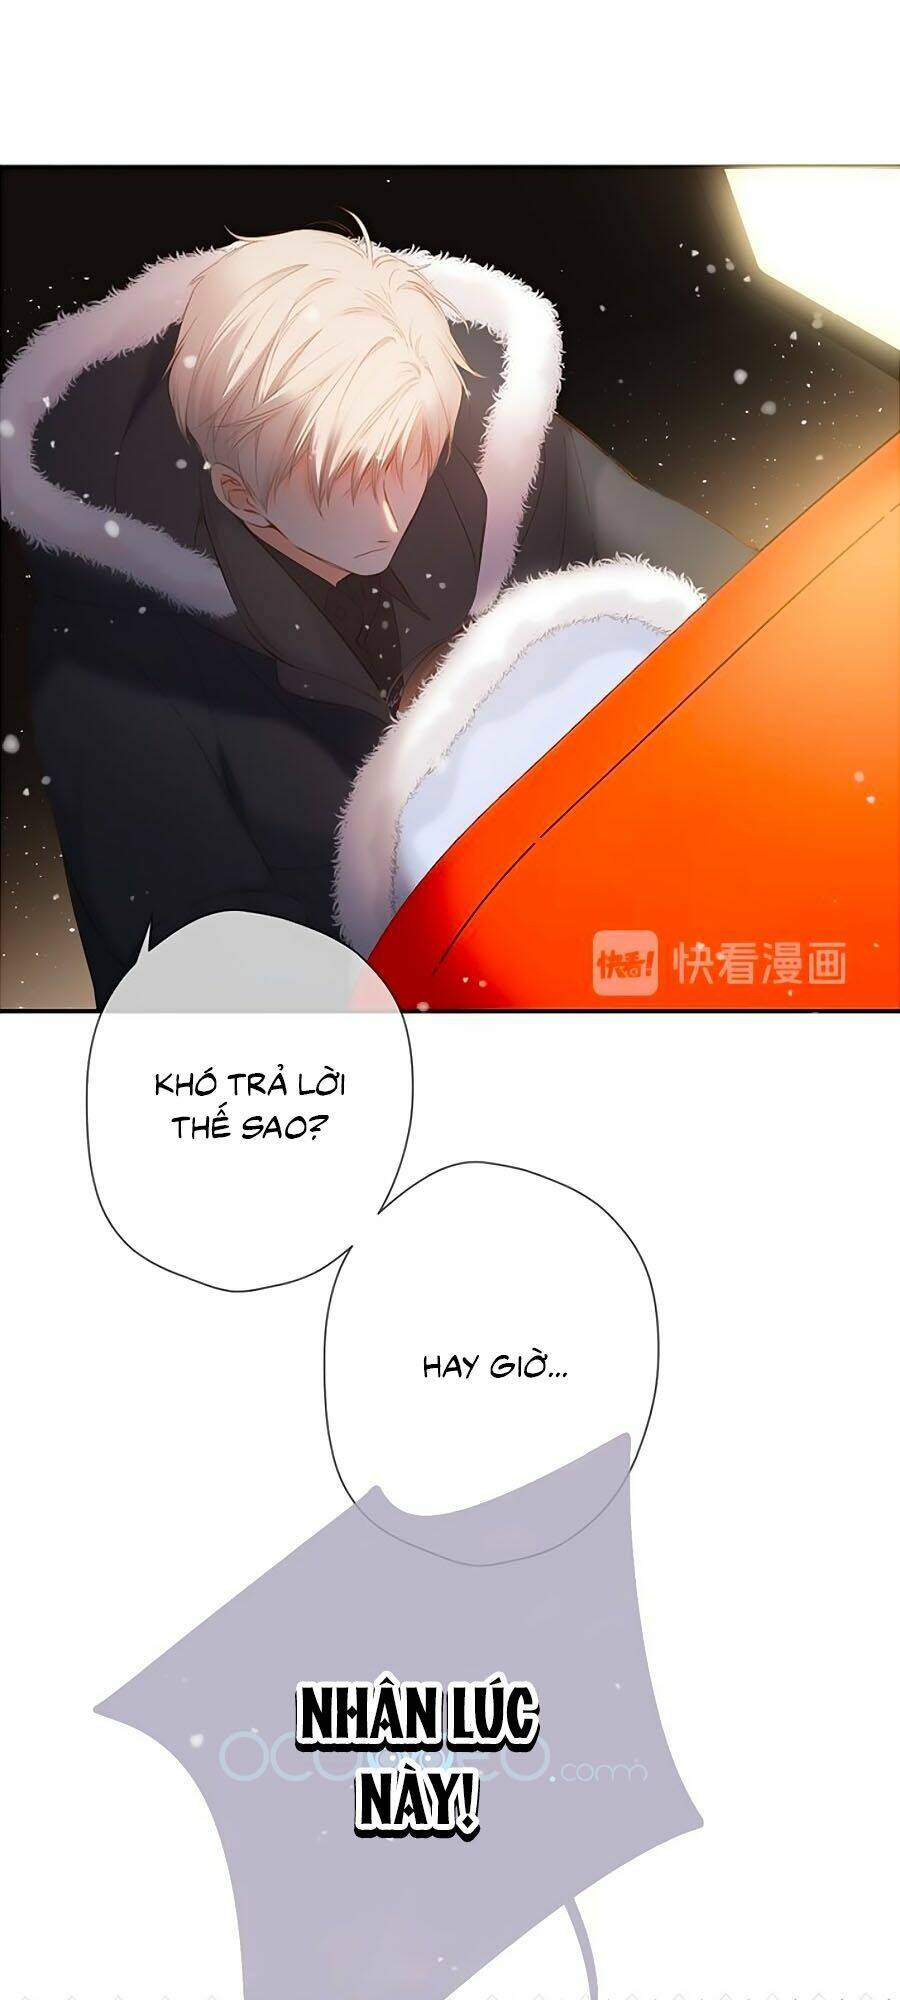 快看! 快看漫画
KHÓ TRẢ LỜI
THẾ SAO?
HAY GIỜ...
NHÂN LÚC
NÀY!